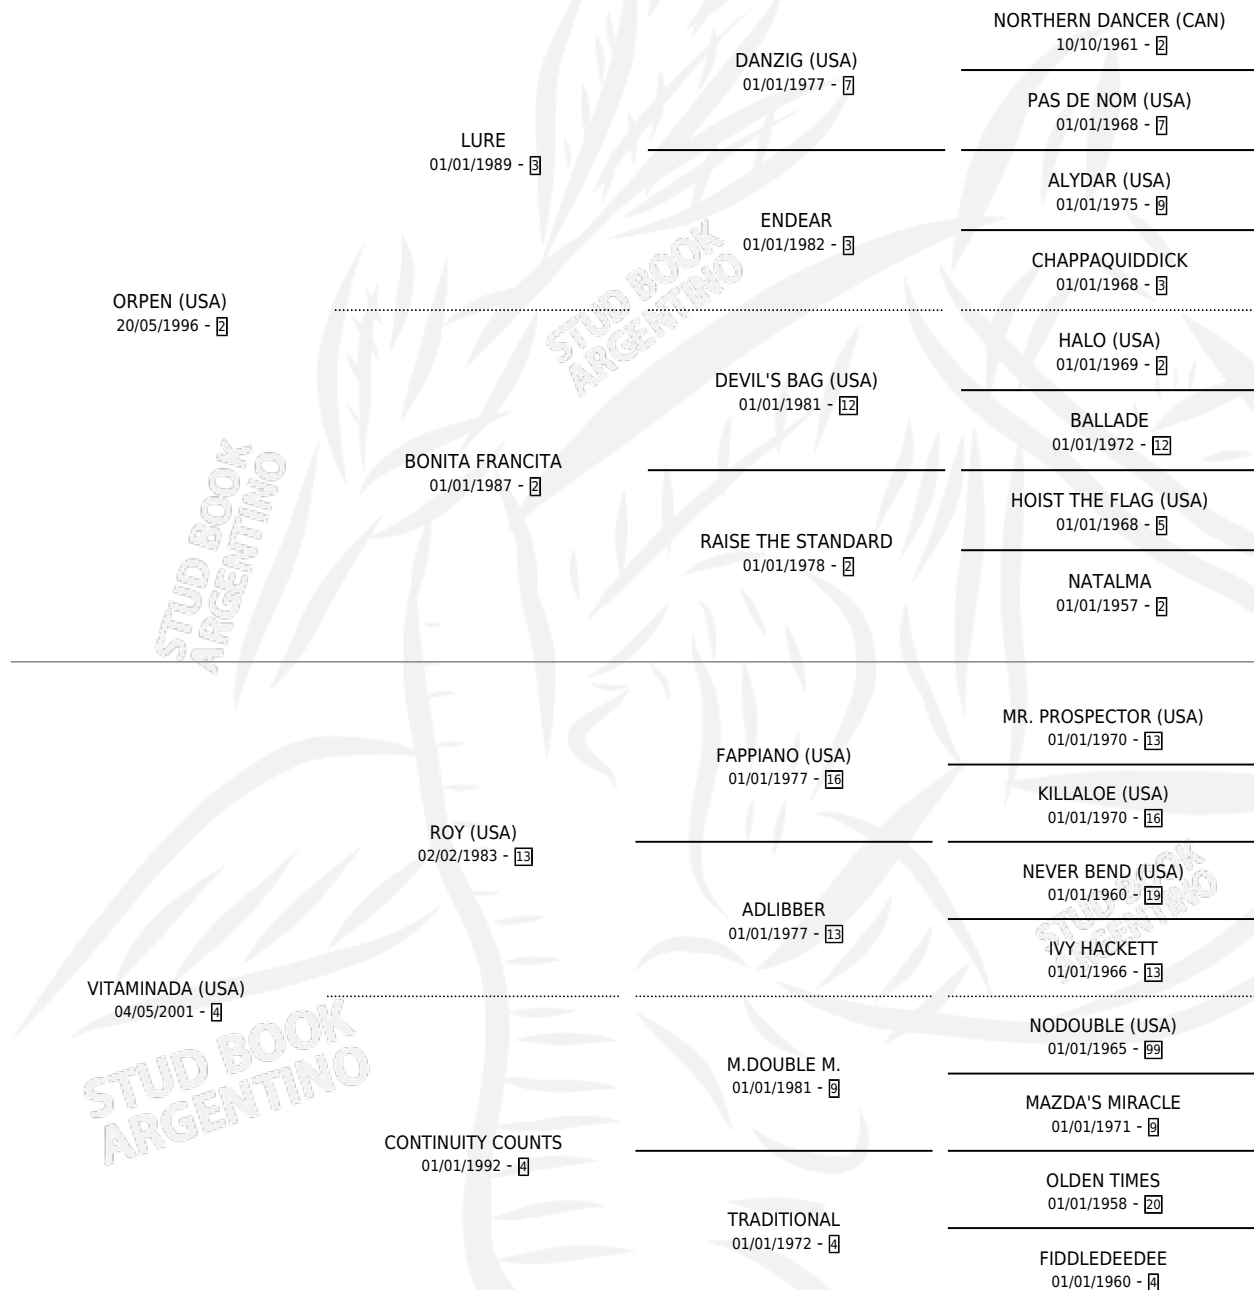 NORTHERN DANCER (CAN)
10/10/1961 - 2
DANZIG (USA)
01/01/1977 - 7
PAS DE NOM (USA)
01/01/1968 - 7
LURE
01/01/1989 - 3
ALYDAR (USA)
01/01/1975 - 9
ENDEAR
01/01/1982 - 3
CHAPPAQUIDDICK
01/01/1968 - 3
ORPEN (USA)
20/05/1996 - 2
STUD BOOK
ARGENTINO
HALO (USA)
01/01/1969 - 2
DEVIL'S BAG (USA)
01/01/1981 - 12
BALLADE
01/01/1972 - 12
BONITA FRANCITA
01/01/1987 - 2
HOIST THE FLAG (USA)
01/01/1968 - 5
RAISE THE STANDARD
01/01/1978 - 2
NATALMA
01/01/1957 - 2
STUD BOOK
ARGENTINO
MR. PROSPECTOR (USA)
01/01/1970 - 13
FAPPIANO (USA)
01/01/1977 - 16
KILLALOE (USA)
01/01/1970 - 16
ROY (USA)
02/02/1983 - 13
NEVER BEND (USA)
01/01/1960 - 19
ADLIBBER
01/01/1977 - 13
STUD BOOK
ARGENTINO
IVY HACKETT
01/01/1966 - 13
VITAMINADA (USA)
04/05/2001 - 4
STUD BOOK
ARGENTINO
NODOUBLE (USA)
01/01/1965 - 99
M.DOUBLE M.
01/01/1981 - 9
MAZDA'S MIRACLE
01/01/1971 - 9
CONTINUITY COUNTS
01/01/1992 - 4
OLDEN TIMES
01/01/1958 - 20
TRADITIONAL
01/01/1972 - 4
FIDDLEDEEDEE
01/01/1960 - 4